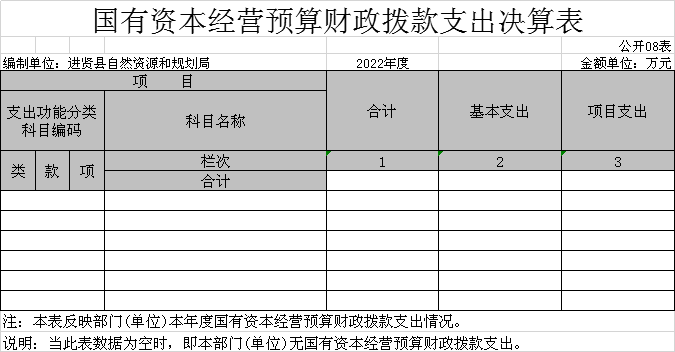 国有资本经营预算财政拨款支出决算表
公开08表
编制单位：进贤县自然资源和规划局 2022年度 金额单位：万元
项 目 合计 基本支出 项目支出
支出功能分类科目编码 科目名称
类 款 项 栏次 1 2 3
合计
注：本表反映部门(单位)本年度国有资本经营预算财政拨款支出情况。
说明：当此表数据为空时，即本部门(单位)无国有资本经营预算财政拨款支出。